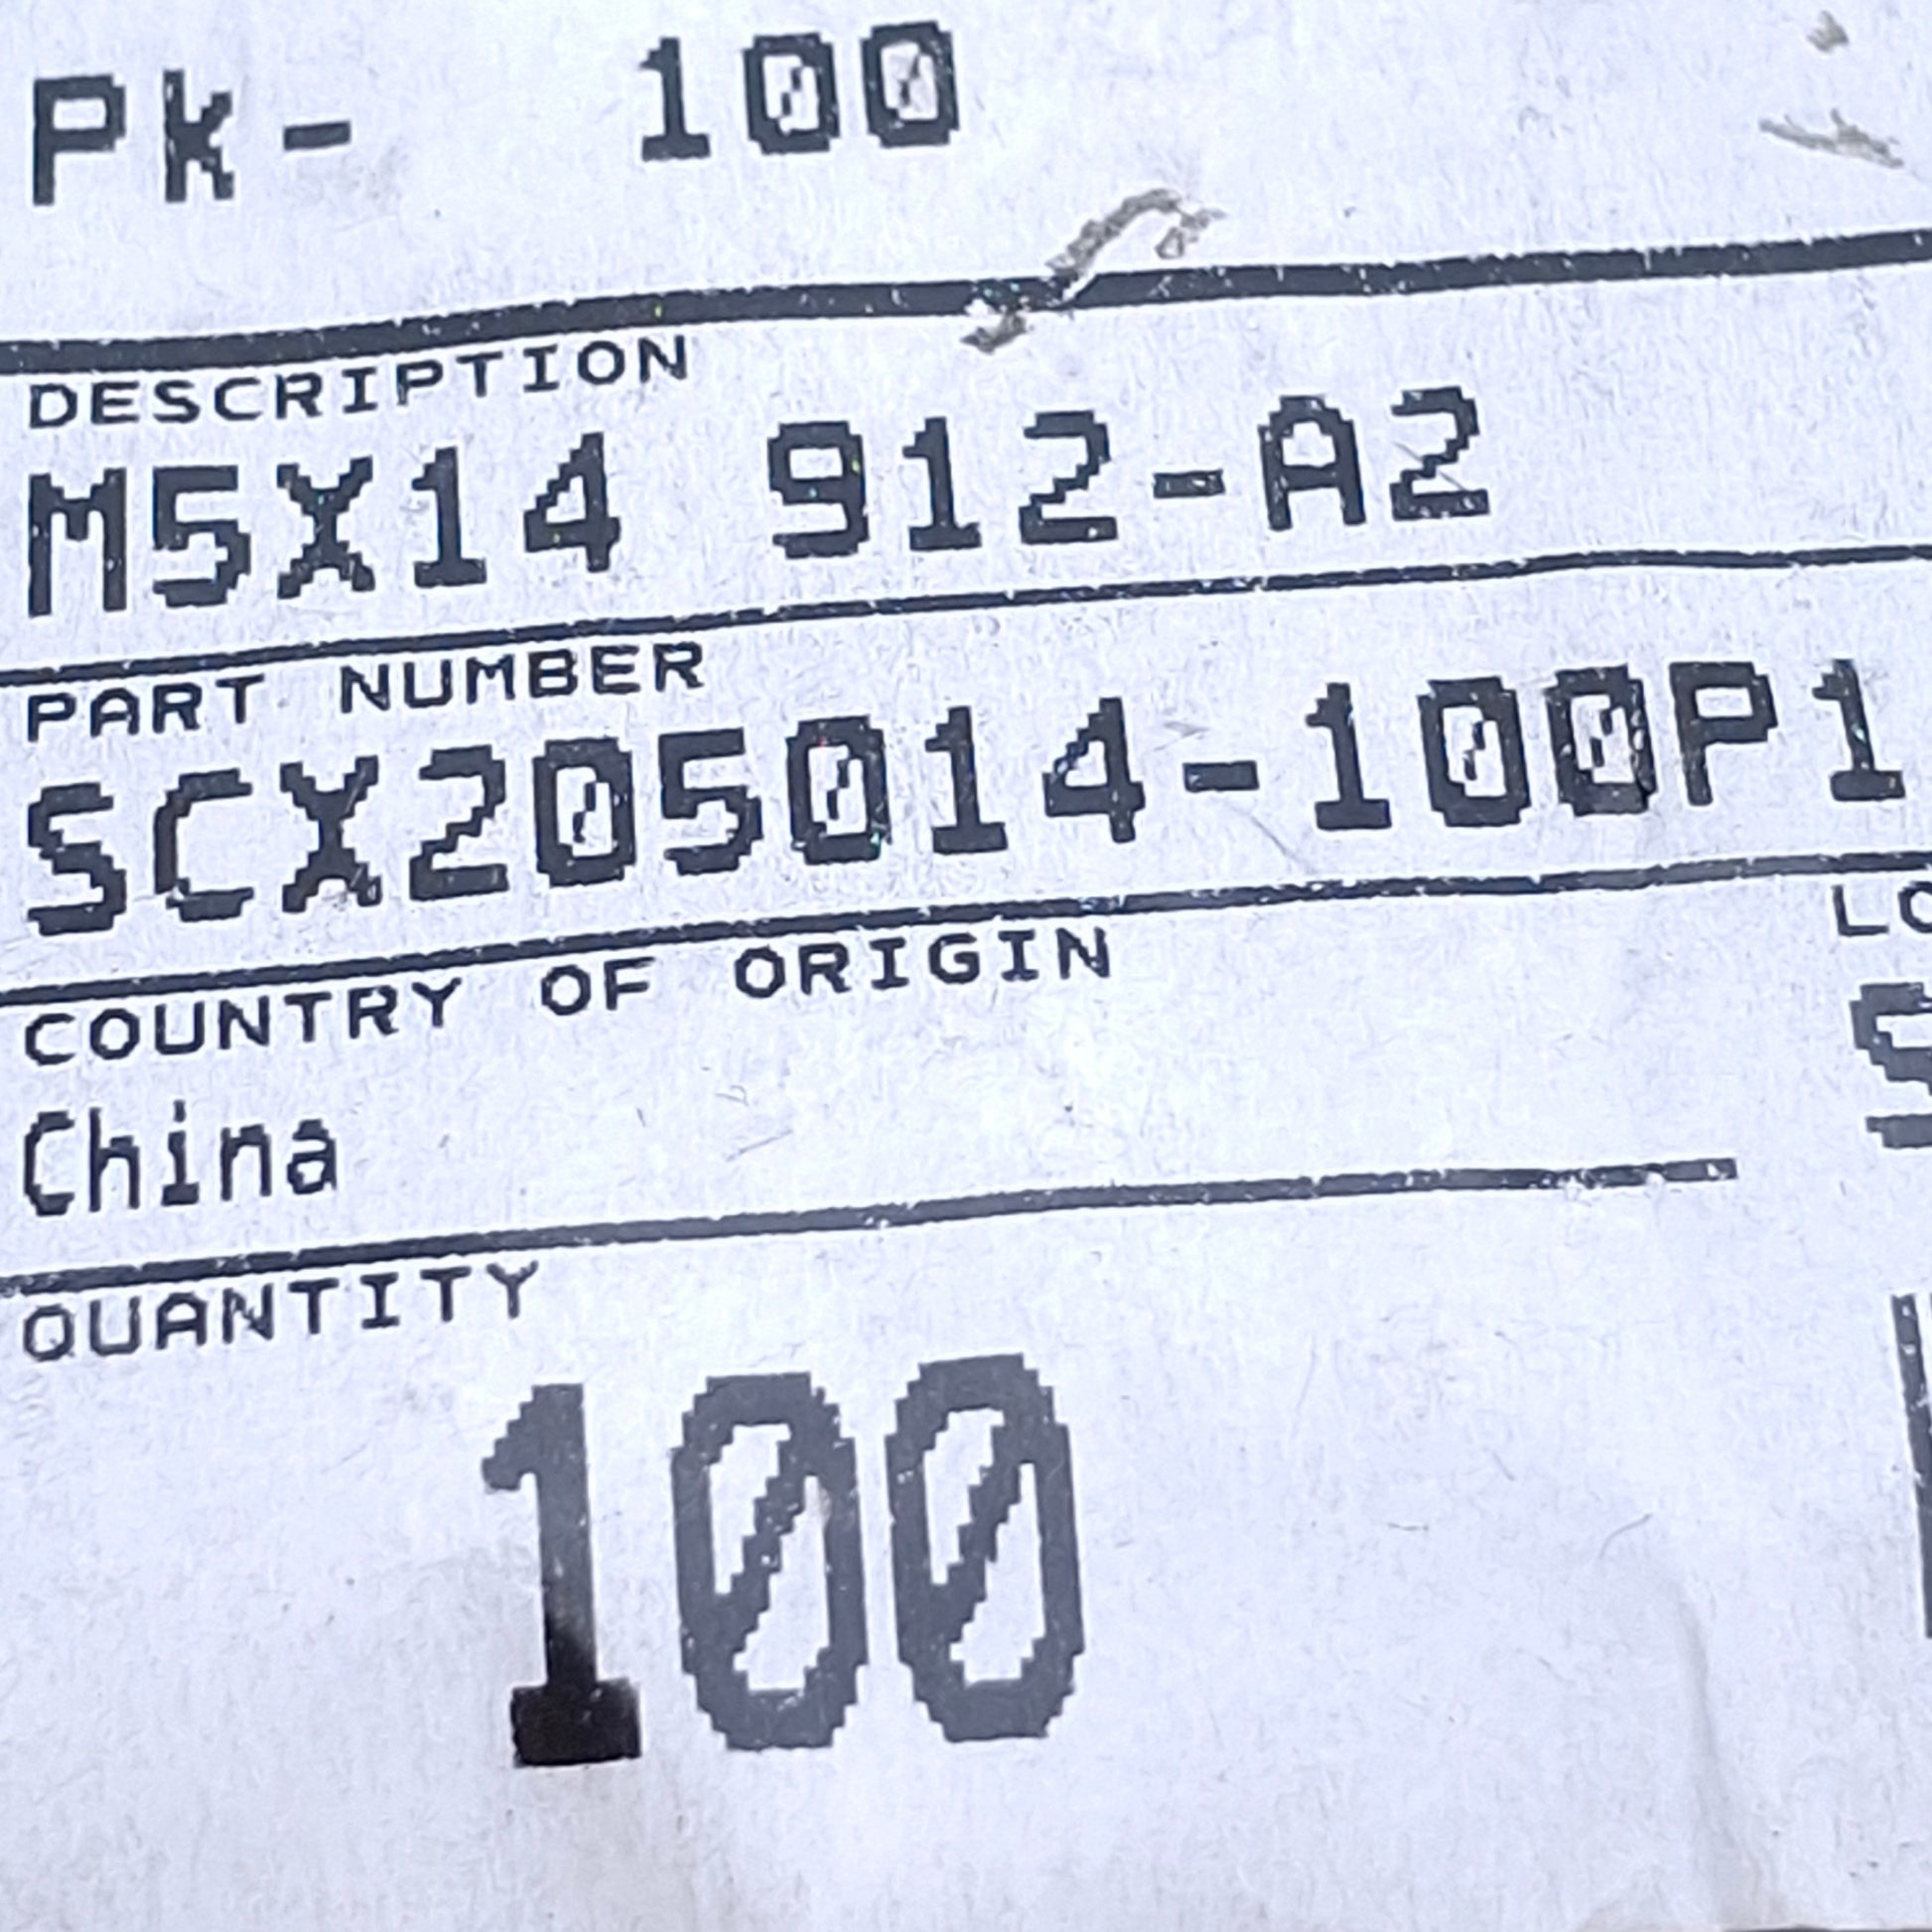 Pk- 100
DESCRIPTION
M5X14 912-A2
PART NUMBER
SCX205014-100P1
COUNTRY OF ORIGIN
China
QUANTITY
100